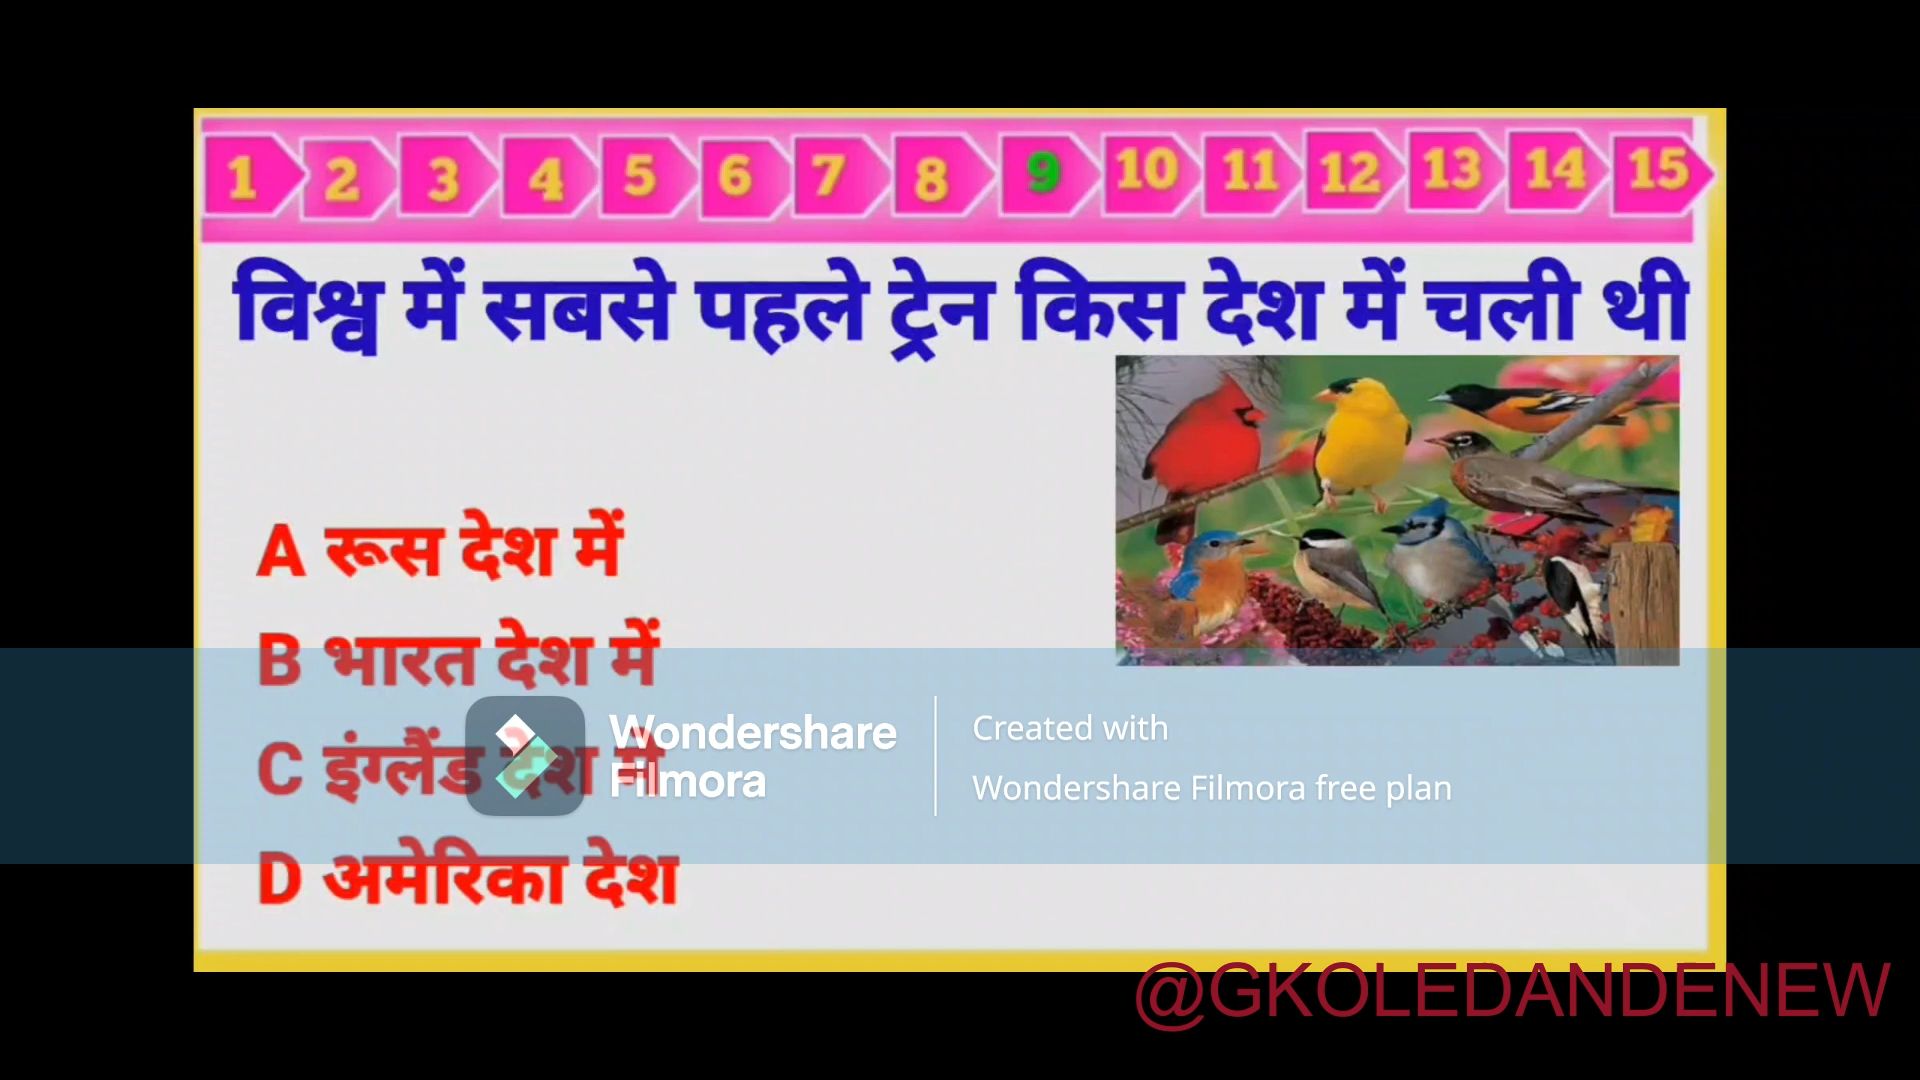 1 2 3 4 5 6 7 8 9 10 11 12 13 14 15
विश्व में सबसे पहले ट्रेन किस देश में चली थी
A रूस देश में
B भारत देश में
C इंग्लैंड देश में
D अमेरिका देश
Wondershare
Filmora
Created with
Wondershare Filmora free plan
@GKOLEDANDENEW